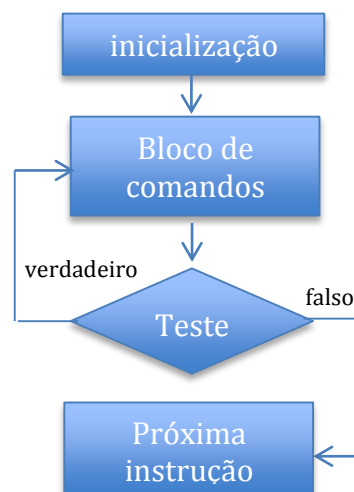 inicialização
Bloco de
comandos
verdadeiro
falso
Teste
Próxima
instrução